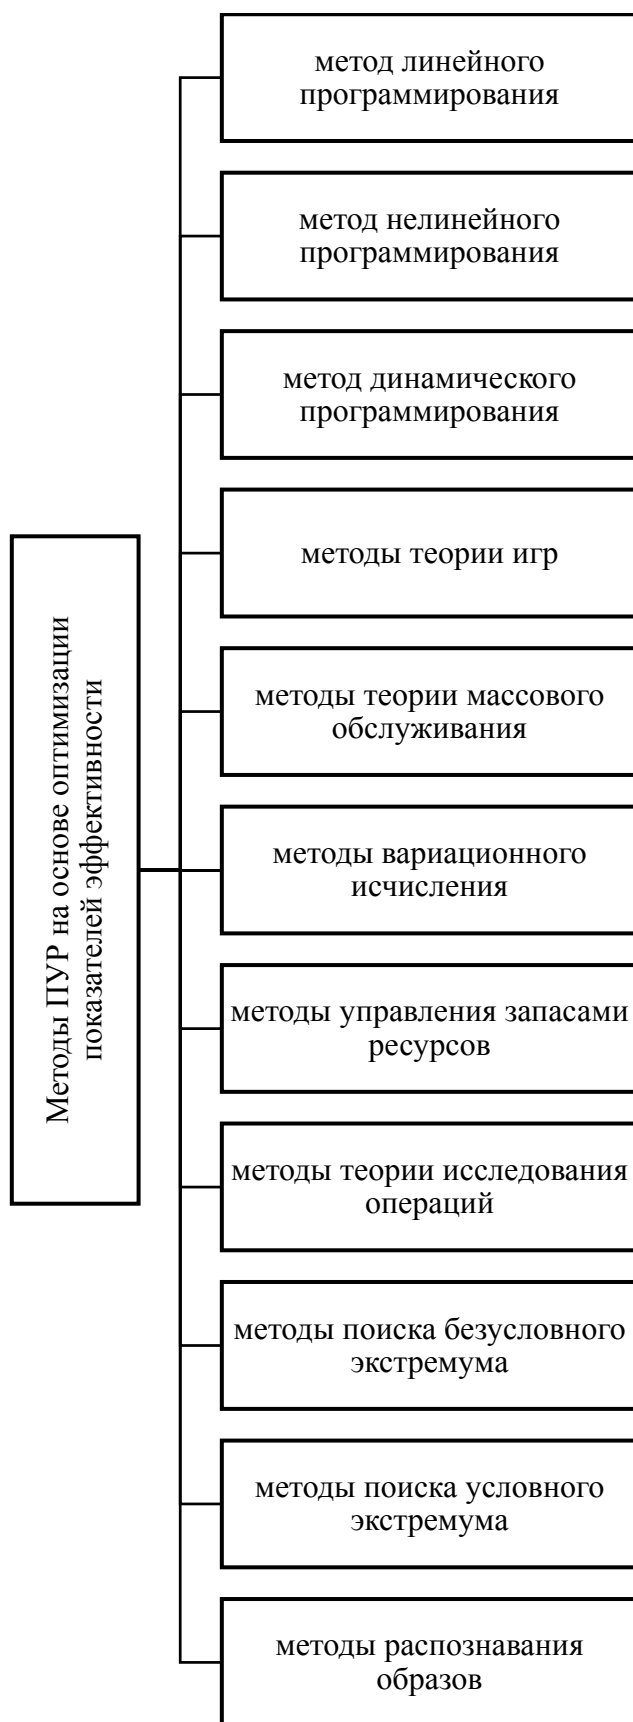 Методы ПУР на основе оптимизации
показателей эффективности
метод линейного
программирования
метод нелинейного
программирования
метод динамического
программирования
методы теории игр
методы теории массового
обслуживания
методы вариационного
исчисления
методы управления запасами
ресурсов
методы теории исследования
операций
методы поиска безусловного
экстремума
методы поиска условного
экстремума
методы распознавания
образов